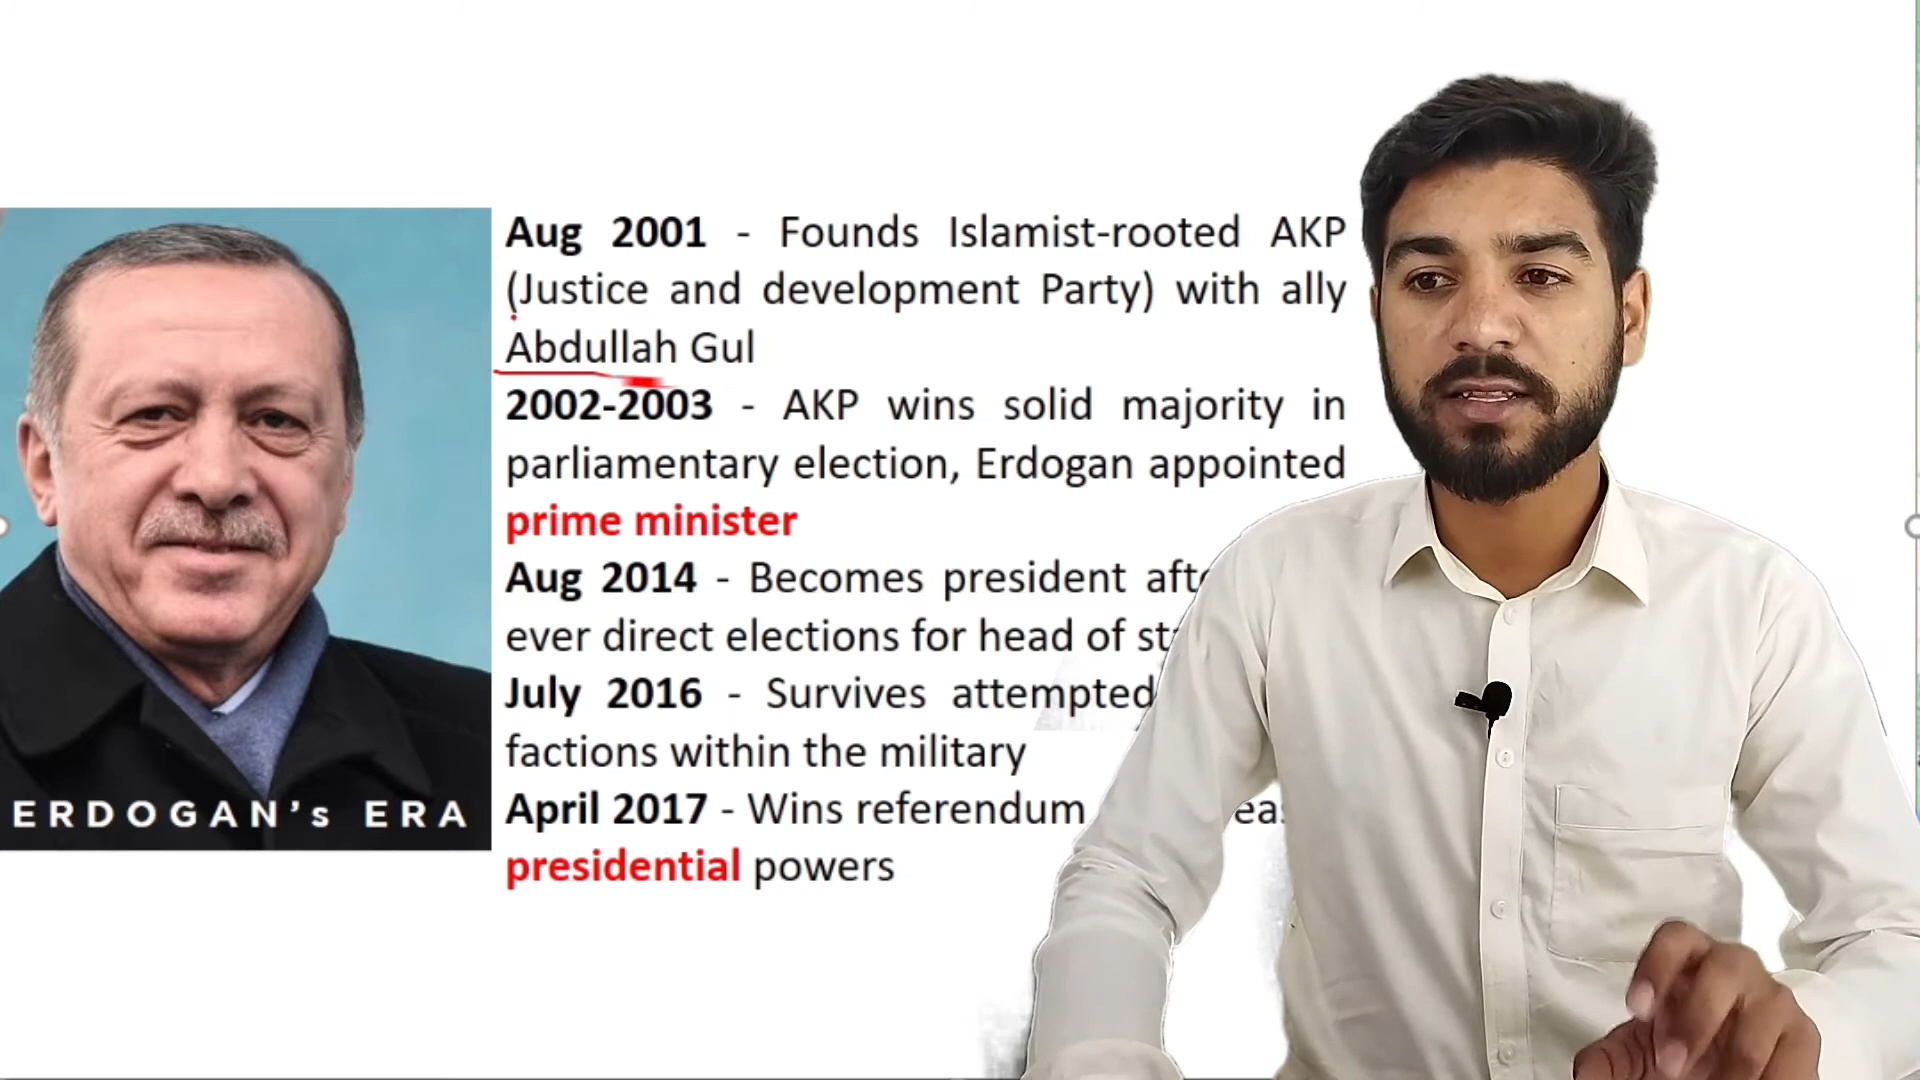 Aug 2001 - Founds Islamist-rooted AKP
(Justice and development Party) with ally
Abdullah Gul
2002-2003 - AKP wins solid majority in
parliamentary election, Erdogan appointed
prime minister
Aug 2014 - Becomes president
ever direct elections for head of
July 2016 - Survives attempted
factions within the military
April 2017 - Wins referendum
presidential powers
ERDOGAN's ERA